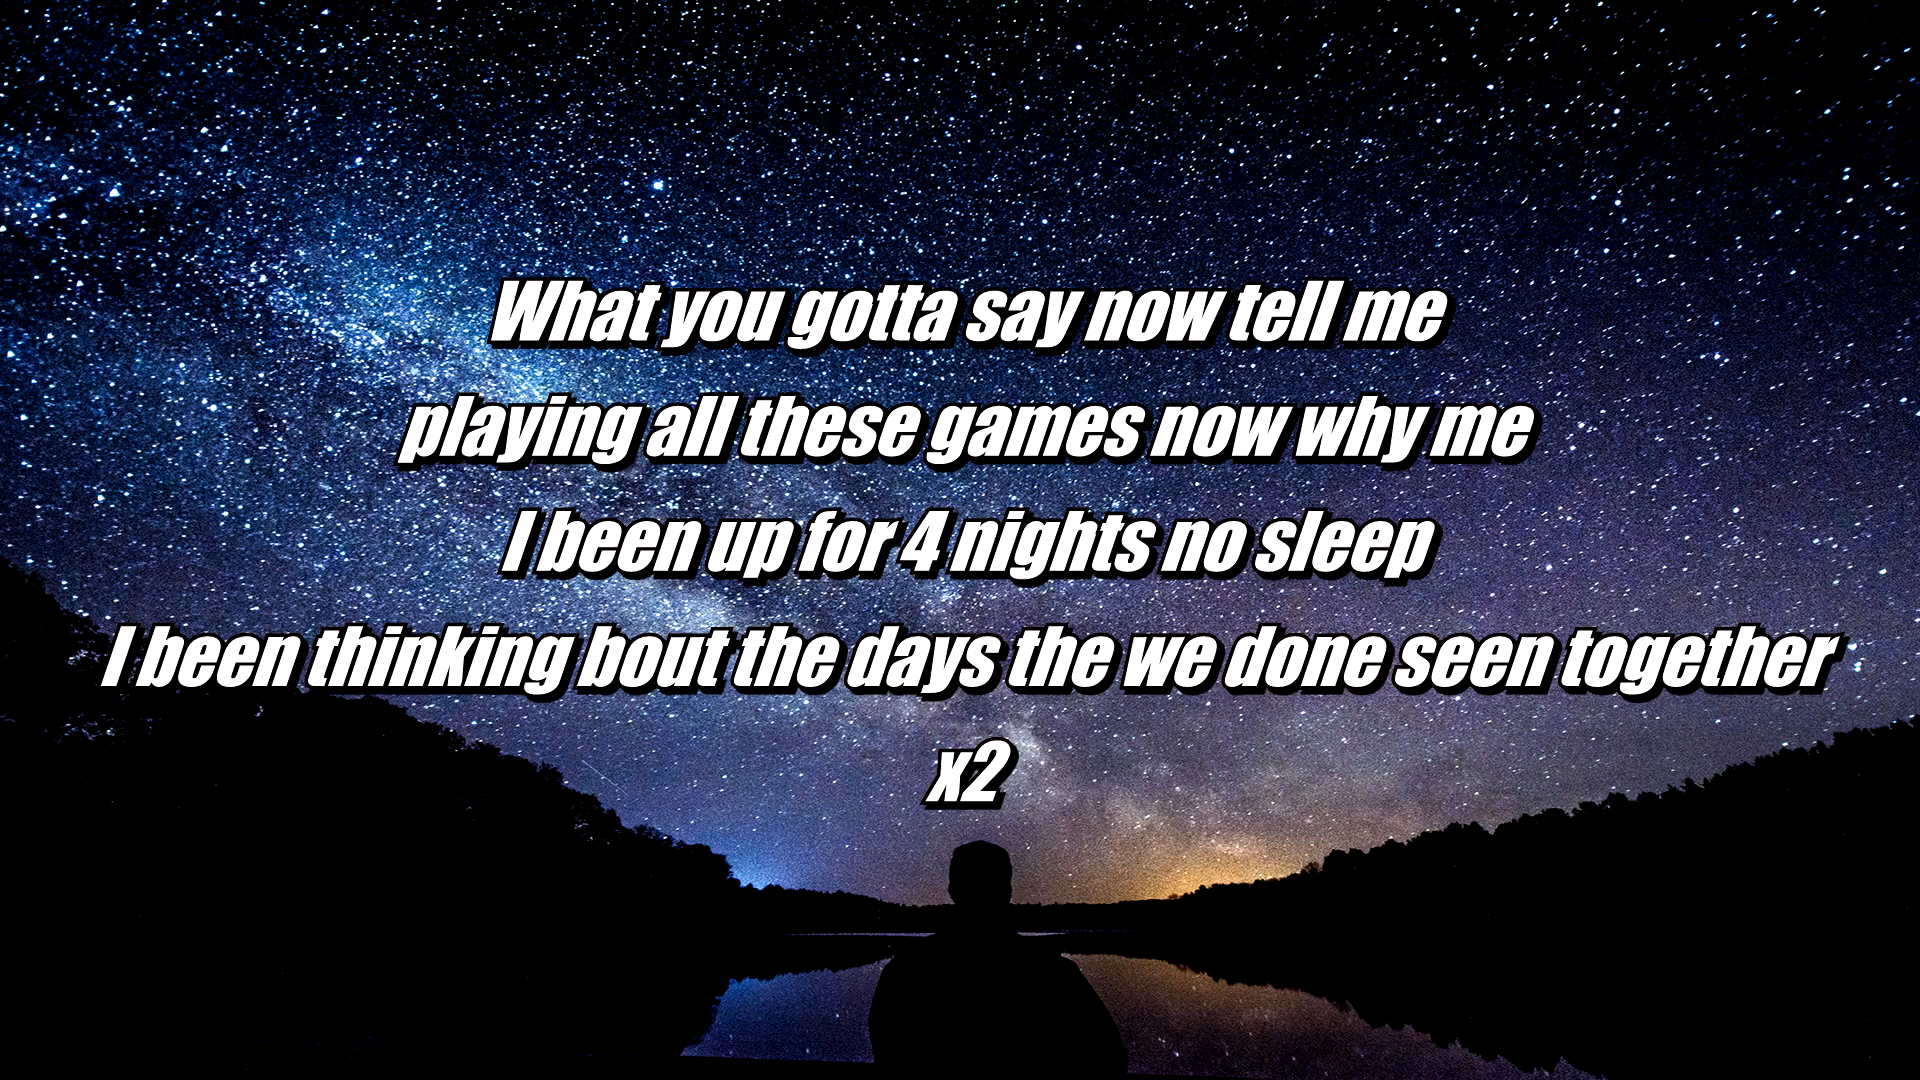 What you gotta say now tell me
playing all these games now why me
I been up for 4 nights no sleep
I been thinking bout the days the we done seen together
x2